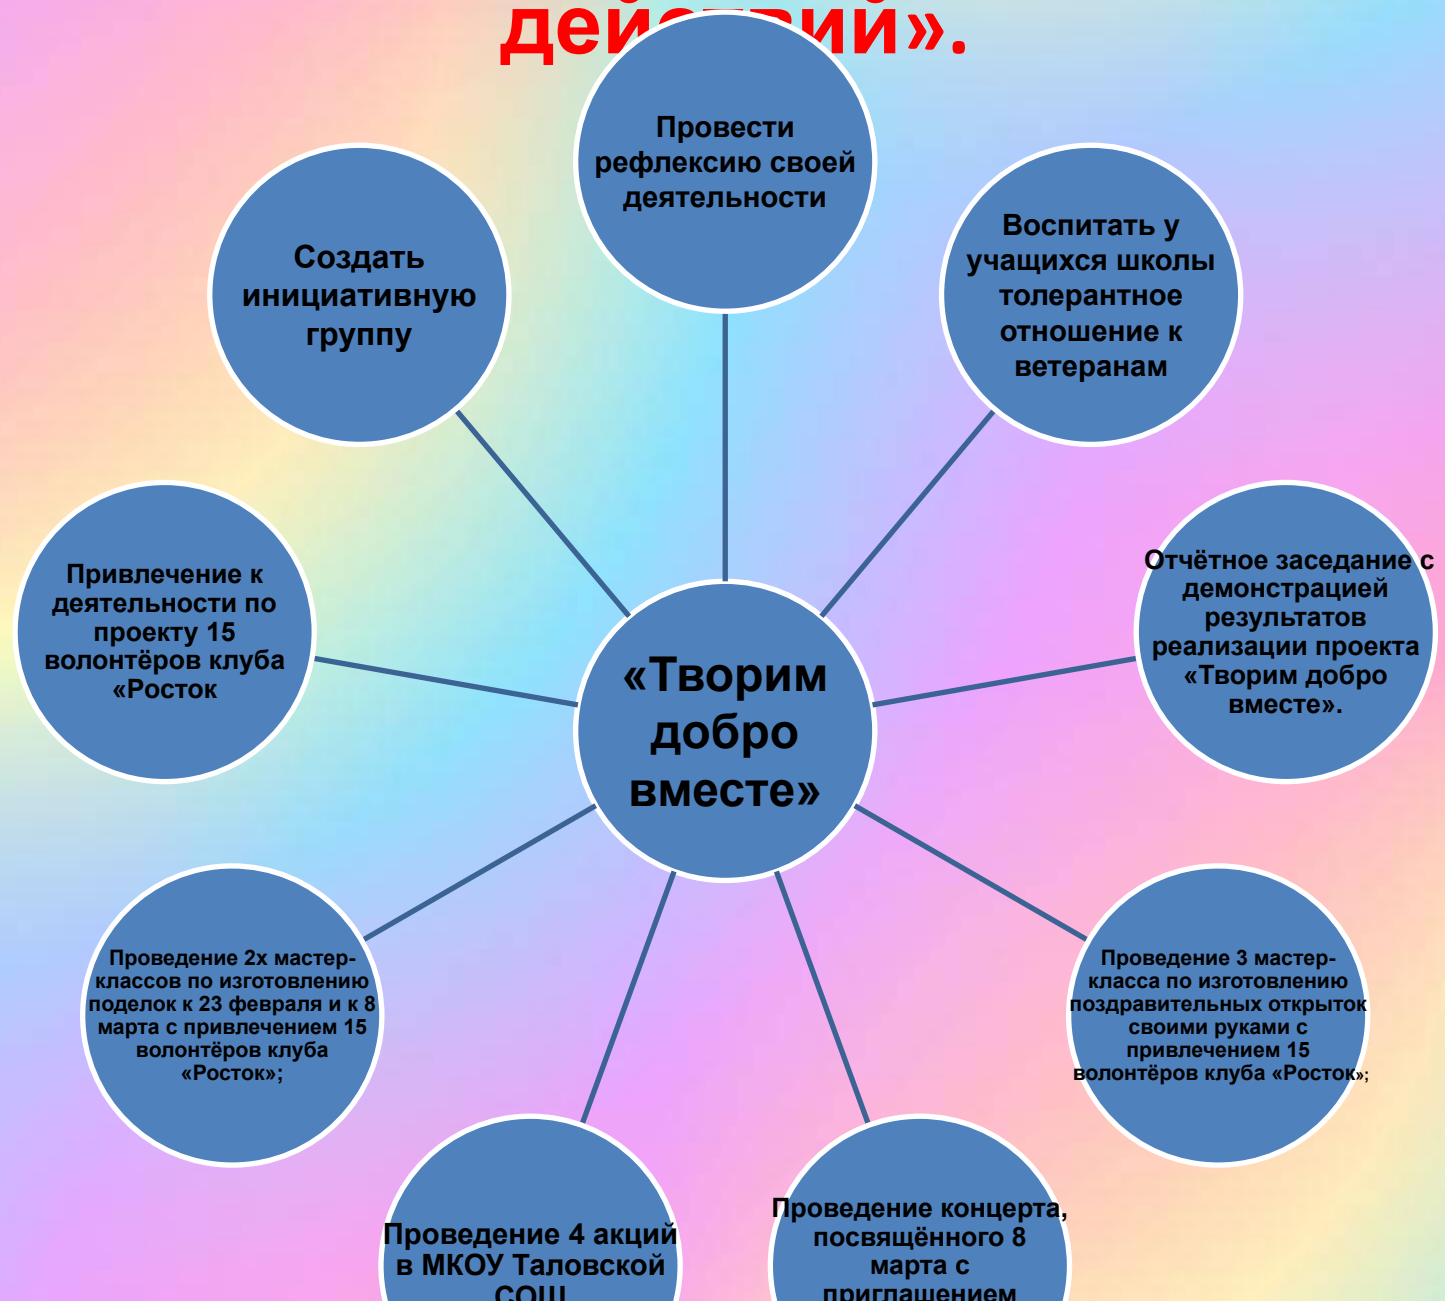 действий».
Провести
рефлексию своей
деятельности
Создать
инициативную
группу
Воспитать у
учащихся школы
толерантное
отношение к
ветеранам
Привлечение к
деятельности по
проекту 15
волонтёров клуба
«Росток
Отчётное заседание с
демонстрацией
результатов
реализации проекта
«Творим добро
вместе».
«Творим
добро
вместе»
Проведение 2х мастер-
классов по изготовлению
поделок к 23 февраля и к 8
марта с привлечением 15
волонтёров клуба
«Росток»;
Проведение 3 мастер-
класса по изготовлению
поздравительных открыток
своими руками с
привлечением 15
волонтёров клуба «Росток»;
Проведение 4 акций
в МКОУ Таловской
СОШ
Проведение концерта,
посвящённого 8
марта с
приглашением